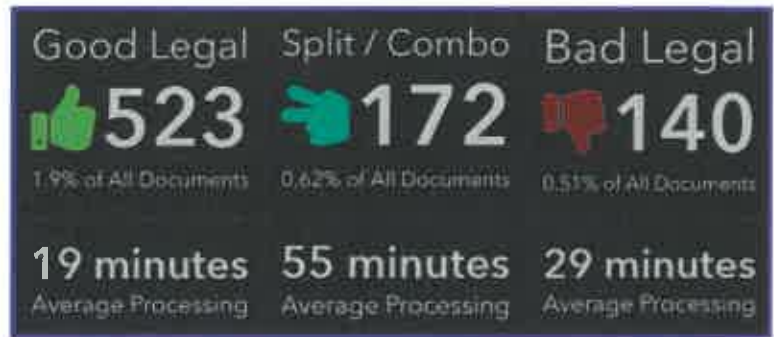 Good Legal
523
1.9% of All Documents
19 minutes
Average Processing
Split / Combo
172
0.62% of All Documents
55 minutes
Average Processing
Bad Legal
140
0.51% of All Documents
29 minutes
Average Processing